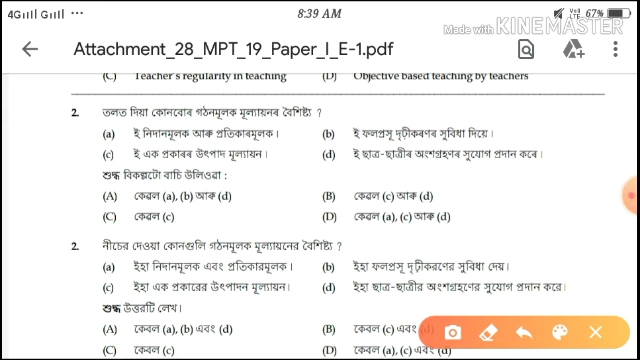 4G 4G 8:39 AM VoD LTE 67%
Made with KINEMASTER
Attachment_28_MPT_19_Paper_I_E-1.pdf
(C) Teacher's regularity in teaching (D) Objective based teaching by teachers
2. তলত দিয়া কোনবোৰ গঠনমূলক মূল্যায়নৰ বৈশিষ্ট্য ?
(a) ই নিদানমূলক আৰু প্ৰতিকাৰমূলক। (b) ই ফলপ্ৰসূ দৃঢ়ীকৰণৰ সুবিধা দিয়ে।
(c) ই এক প্ৰকাৰৰ উৎপাদ মূল্যায়ন। (d) ই ছাত্ৰ-ছাত্ৰীৰ অংশগ্ৰহণৰ সুযোগ প্ৰদান কৰে।
শুদ্ধ বিকল্পটো বাচি উলিওৱা :
(A) কেৱল (a), (b) আৰু (d) (B) কেৱল (c) আৰু (d)
(C) কেৱল (c) (D) কেৱল (a), (c) আৰু (d)
2. নীচের দেওয়া কোনগুলি গঠনমূলক মূল্যায়নের বৈশিষ্ট্য ?
(a) ইহা নিদানমূলক এবং প্রতিকারমূলক। (b) ইহা ফলপ্রসূ দৃঢ়ীকরণের সুবিধা দেয়।
(c) ইহা এক প্রকারের উৎপাদন মূল্যায়ন। (d) ইহা ছাত্র-ছাত্রীর অংশগ্রহণের সুযোগ প্রদান করে।
শুদ্ধ উত্তরটি লেখ।
(A) কেবল (a), (b) এবং (d) (B) কেবল (c) এবং
(C) কেবল (c) (D) কেবল (a), (c) এবং (d)